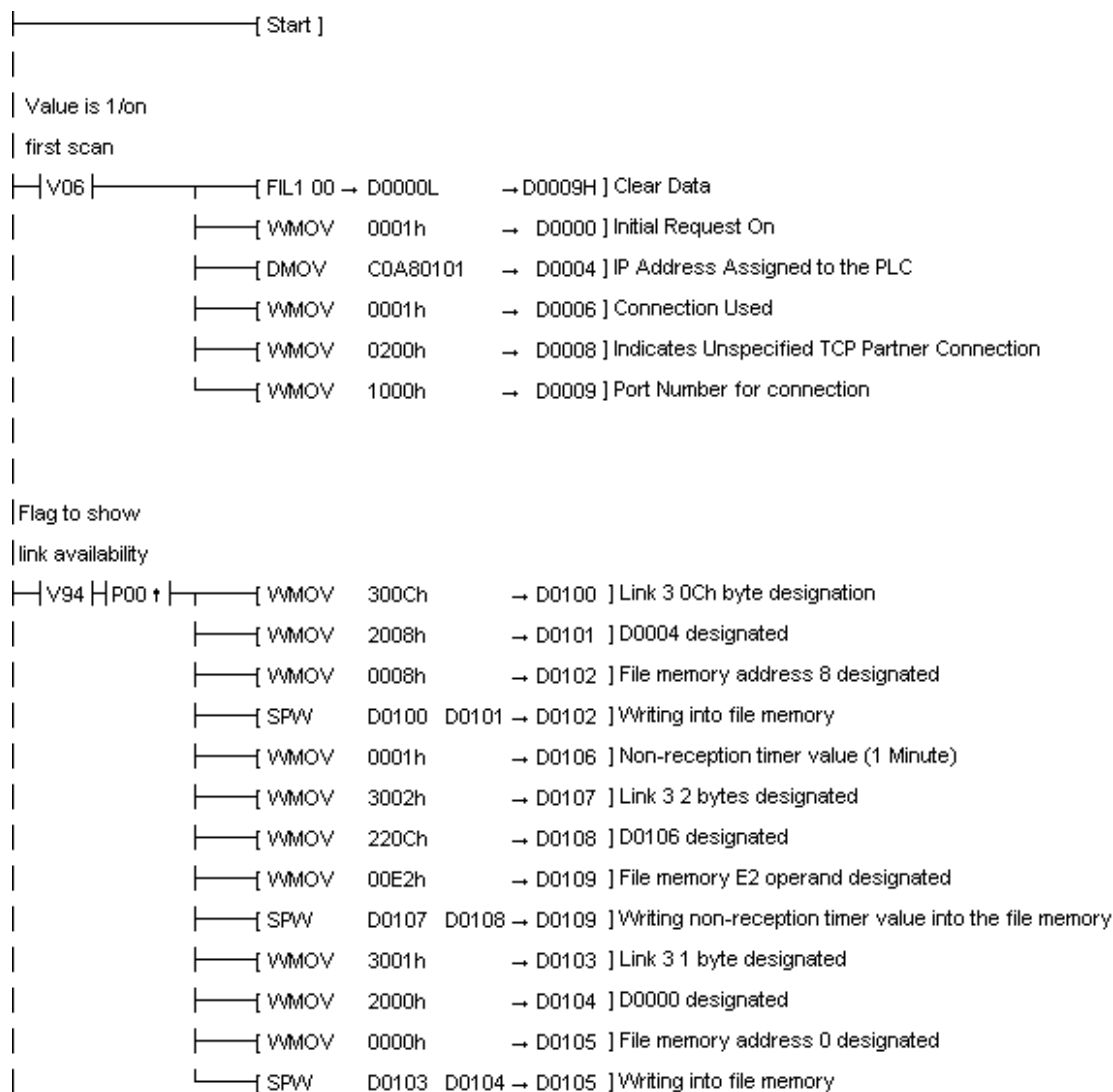 [ Start ]
Value is 1/on
first scan
V06 [ FIL1 00 → D0000L → D0009H ] Clear Data
[ WMOV 0001h → D0000 ] Initial Request On
[ DMOV C0A80101 → D0004 ] IP Address Assigned to the PLC
[ WMOV 0001h → D0006 ] Connection Used
[ WMOV 0200h → D0008 ] Indicates Unspecified TCP Partner Connection
[ WMOV 1000h → D0009 ] Port Number for connection
Flag to show
link availability
V94 P00 ↑ [ WMOV 300Ch → D0100 ] Link 3 0Ch byte designation
[ WMOV 2008h → D0101 ] D0004 designated
[ WMOV 0008h → D0102 ] File memory address 8 designated
[ SPW D0100 D0101 → D0102 ] Writing into file memory
[ WMOV 0001h → D0106 ] Non-reception timer value (1 Minute)
[ WMOV 3002h → D0107 ] Link 3 2 bytes designated
[ WMOV 220Ch → D0108 ] D0106 designated
[ WMOV 00E2h → D0109 ] File memory E2 operand designated
[ SPW D0107 D0108 → D0109 ] Writing non-reception timer value into the file memory
[ WMOV 3001h → D0103 ] Link 3 1 byte designated
[ WMOV 2000h → D0104 ] D0000 designated
[ WMOV 0000h → D0105 ] File memory address 0 designated
[ SPW D0103 D0104 → D0105 ] Writing into file memory